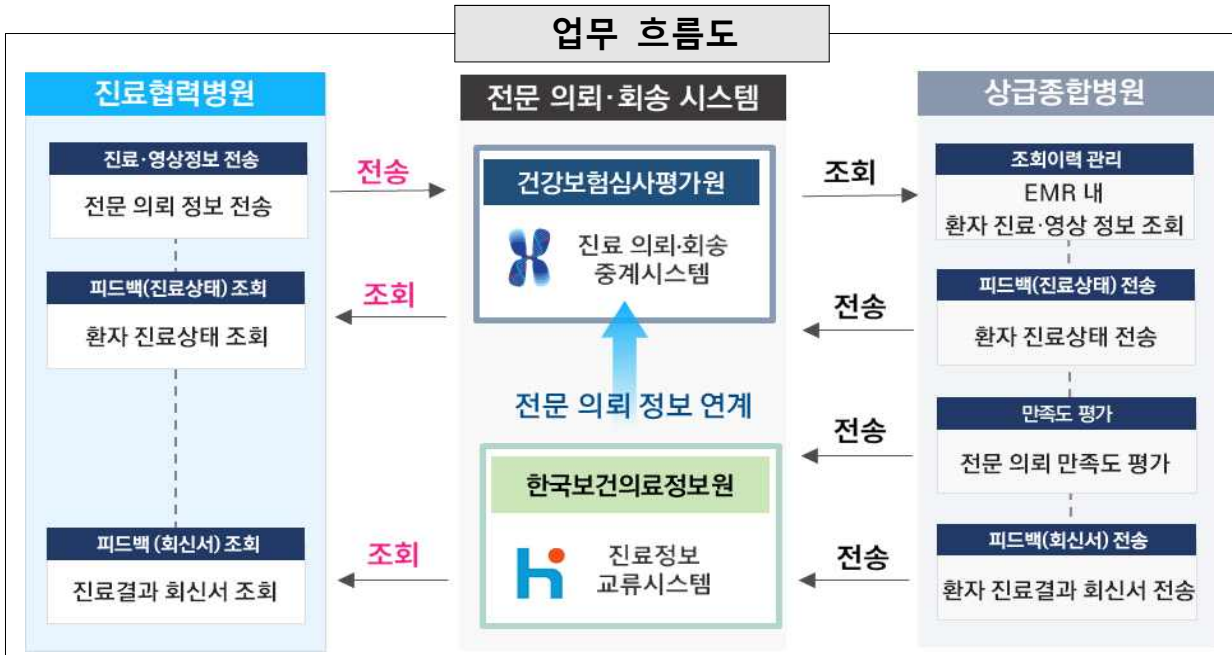 업무 흐름도
진료협력병원
진료·영상정보 전송
전문 의뢰 정보 전송
피드백(진료상태) 조회
환자 진료상태 조회
피드백 (회신서) 조회
진료결과 회신서 조회
전송
조회
조회
전문 의뢰·회송 시스템
건강보험심사평가원
진료 의뢰·회송
중계시스템
전문 의뢰 정보 연계
한국보건의료정보원
진료정보
교류시스템
조회
전송
전송
전송
상급종합병원
조회이력 관리
EMR 내
환자 진료·영상 정보 조회
피드백(진료상태) 전송
환자 진료상태 전송
만족도 평가
전문 의뢰 만족도 평가
피드백(회신서) 전송
환자 진료결과 회신서 전송